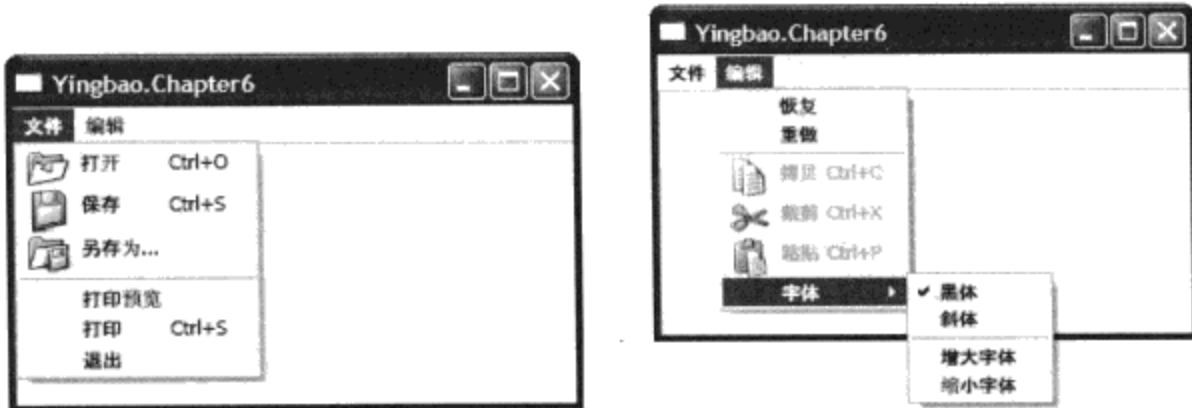 Yingbao.Chapter6
文件 编辑
打开 Ctrl+O
保存 Ctrl+S
另存为...
打印预览
打印 Ctrl+S
退出
Yingbao.Chapter6
文件 编辑
恢复
重做
拷贝 Ctrl+C
裁剪 Ctrl+X
粘贴 Ctrl+P
字体
黑体
斜体
增大字体
缩小字体